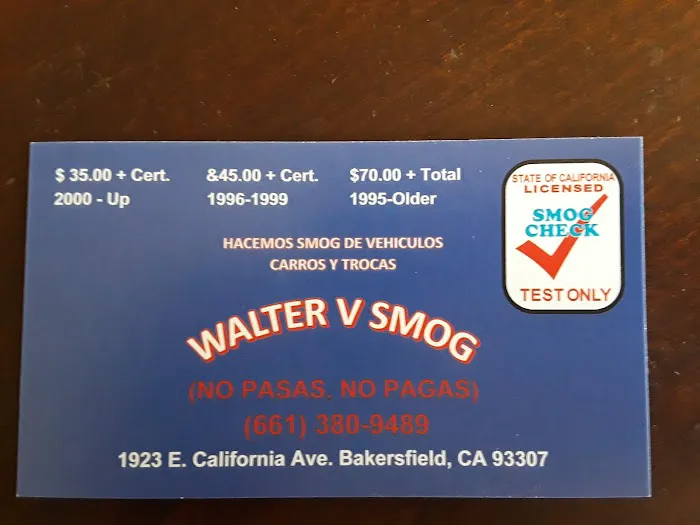 $ 35.00 + Cert. &45.00 + Cert. $70.00 + Total
2000 - Up 1996-1999 1995-Older
STATE OF CALIFORNIA
LICENSED
SMOG
CHECK
TEST ONLY
HACEMOS SMOG DE VEHICULOS
CARROS Y TROCAS
WALTER V SMOG
(NO PASAS. NO PAGAS)
(661) 380-9489
1923 E. California Ave. Bakersfield, CA 93307